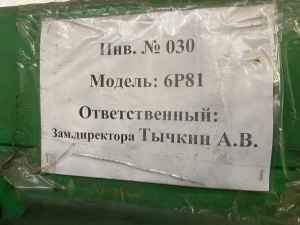 Инв. № 030
Модель: 6Р81
Ответственный:
Зам.директора Тычкин А.В.